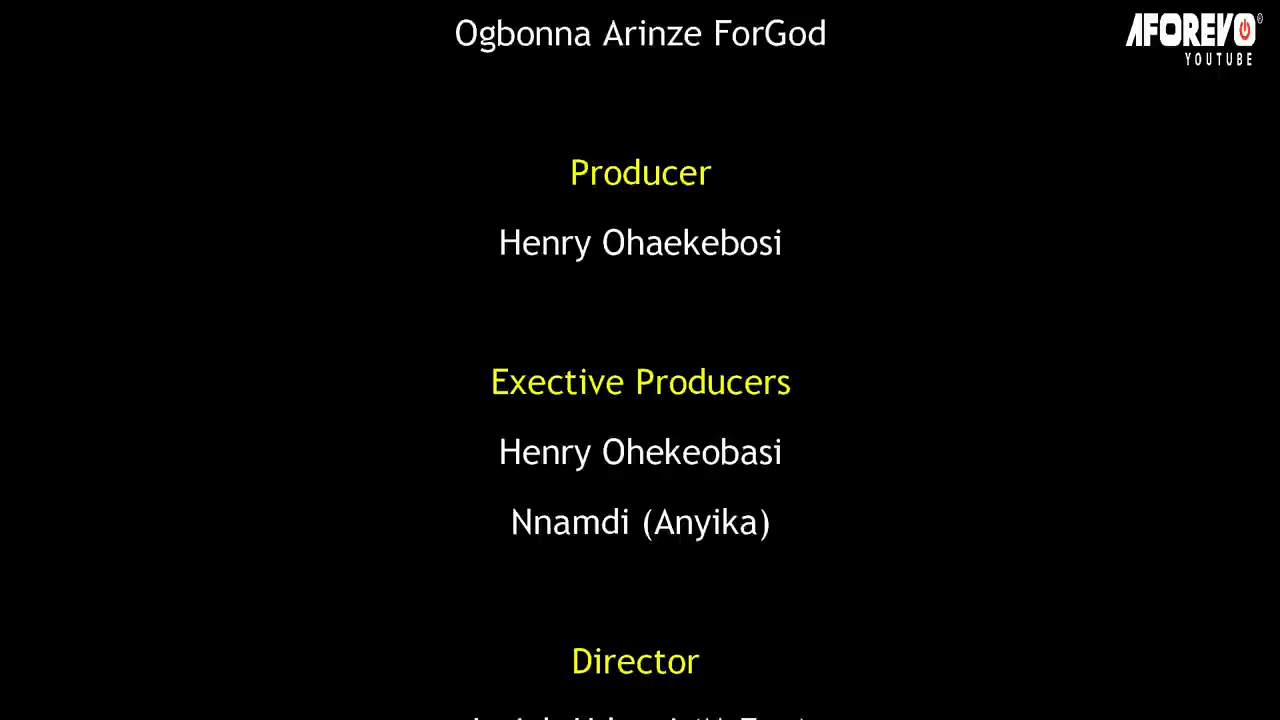 Ogbonna Arinze ForGod
AFOREVO®
YOUTUBE
Producer
Henry Ohaekebosi
Exective Producers
Henry Ohekeobasi
Nnamdi (Anyika)
Director